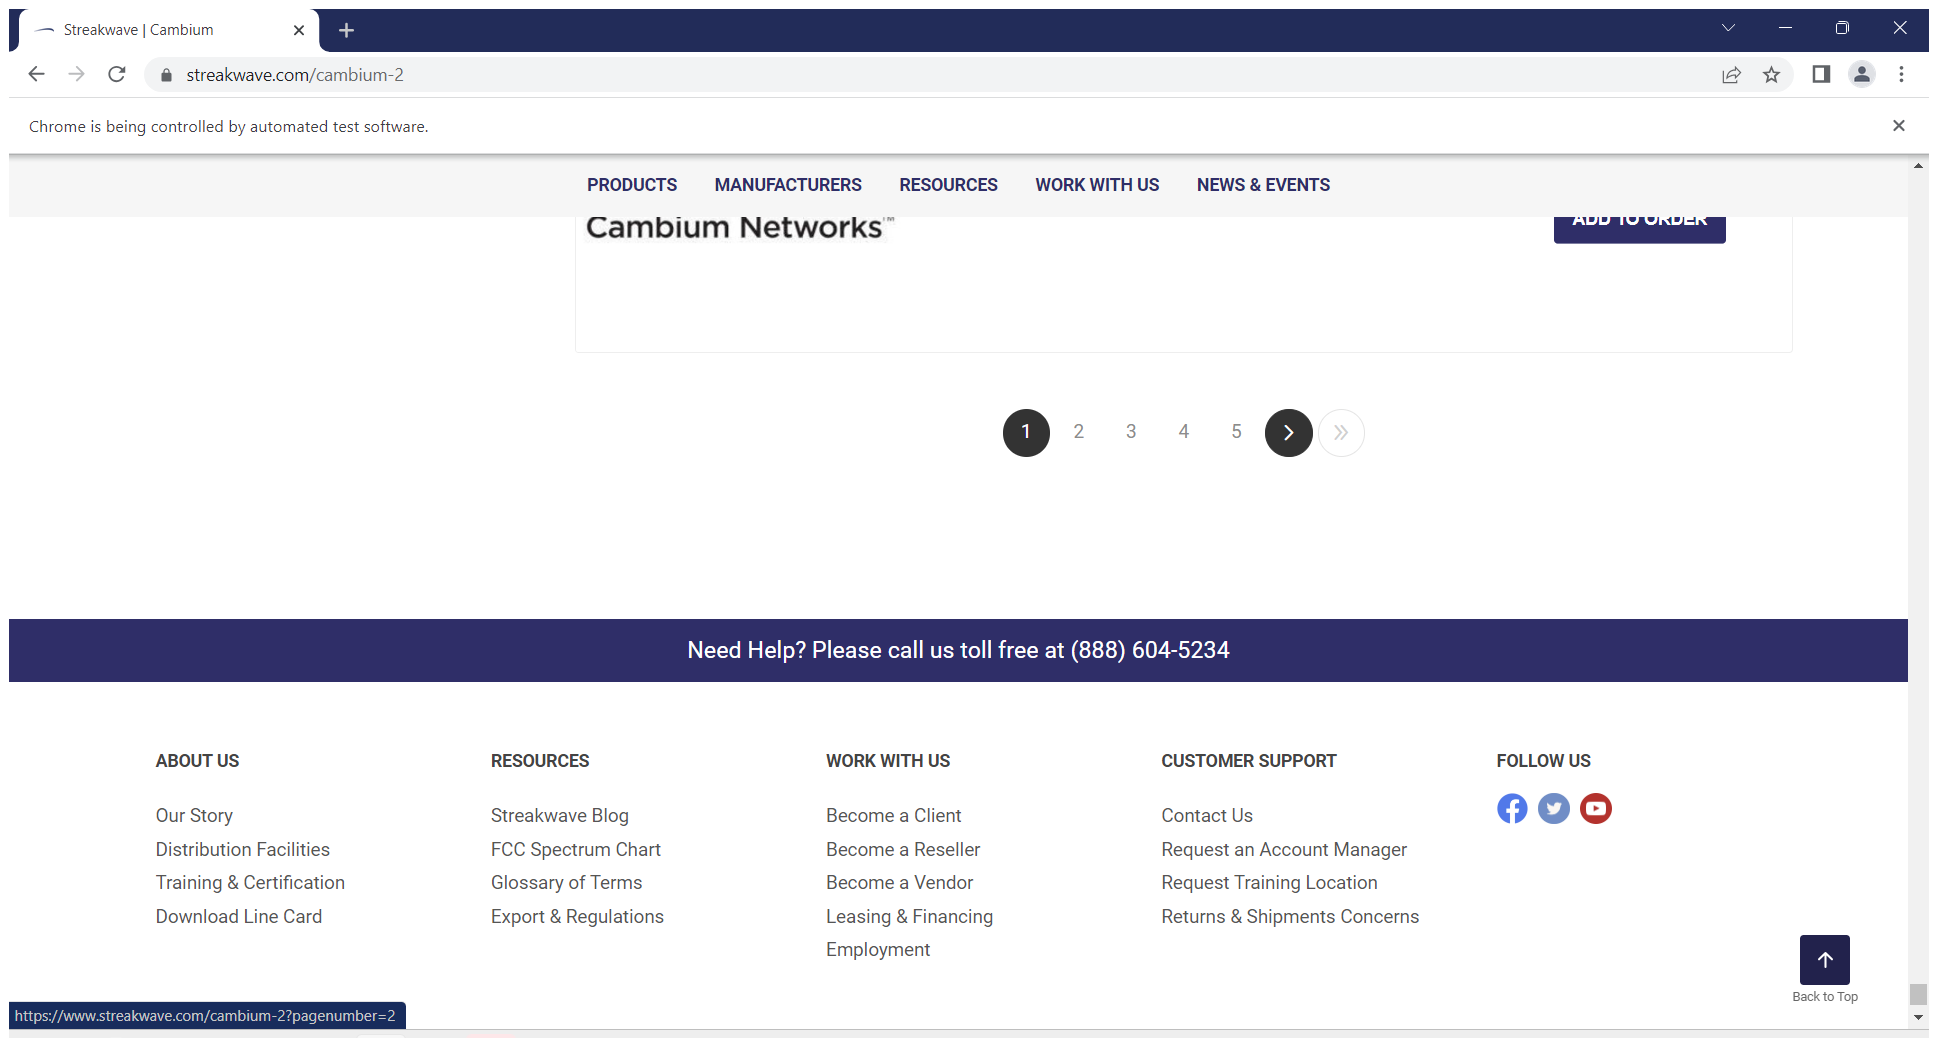 Streakwave | Cambium
streakwave.com/cambium-2
Chrome is being controlled by automated test software.
PRODUCTS MANUFACTURERS RESOURCES WORK WITH US NEWS & EVENTS
Cambium Networks™
ADD TO ORDER
1 2 3 4 5
Need Help? Please call us toll free at (888) 604-5234
ABOUT US
Our Story
Distribution Facilities
Training & Certification
Download Line Card
RESOURCES
Streakwave Blog
FCC Spectrum Chart
Glossary of Terms
Export & Regulations
WORK WITH US
Become a Client
Become a Reseller
Become a Vendor
Leasing & Financing
Employment
CUSTOMER SUPPORT
Contact Us
Request an Account Manager
Request Training Location
Returns & Shipments Concerns
FOLLOW US
Back to Top
https://www.streakwave.com/cambium-2?pagenumber=2